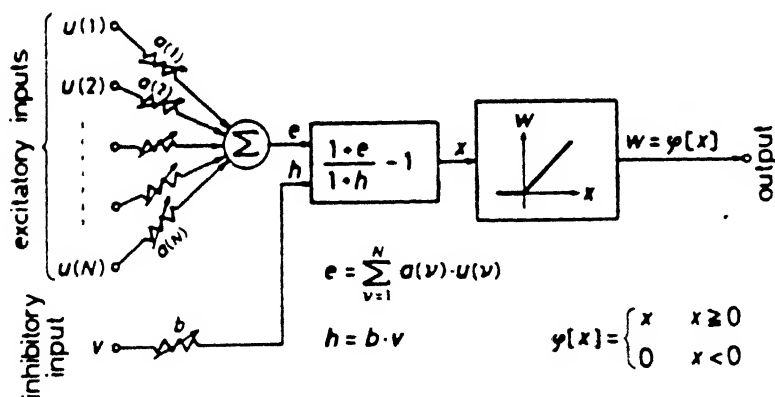 excitatory inputs
u(1)
a(1)
u(2)
a(2)
u(N)
a(N)
Σ
e
h
1+e
1+h
- 1
x
w
x
w = φ[x]
output
inhibitory input
v
b
e = Σ_{ν=1}^{N} a(ν)·u(ν)
h = b·v
φ[x] = { x x ≧ 0
0 x < 0